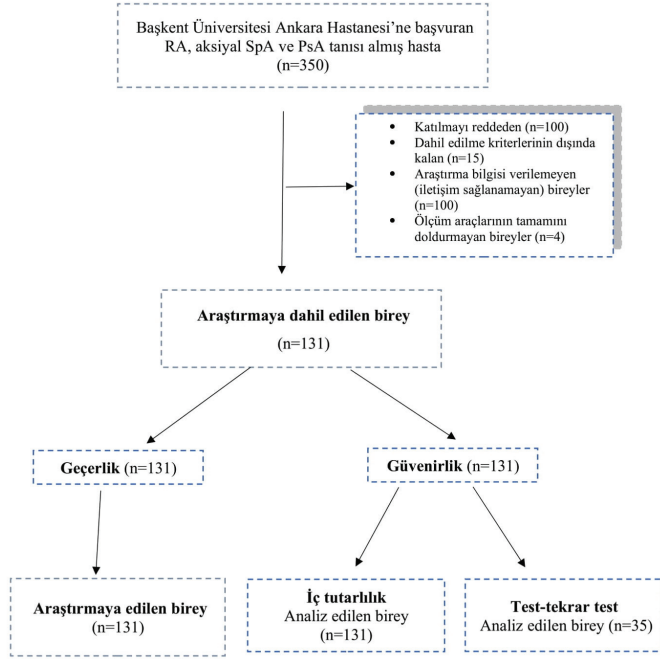 Başkent Üniversitesi Ankara Hastanesi’ne başvuran
RA, aksiyal SpA ve PsA tanısı almış hasta
(n=350)
• Katılmayı reddeden (n=100)
• Dahil edilme kriterlerinin dışında
kalan (n=15)
• Araştırma bilgisi verilemeyen
(iletişim sağlanamayan) bireyler
(n=100)
• Ölçüm araçlarının tamamını
doldurmayan bireyler (n=4)
Araştırmaya dahil edilen birey
(n=131)
Geçerlik (n=131)
Güvenirlik (n=131)
Araştırmaya edilen birey
(n=131)
İç tutarlılık
Analiz edilen birey
(n=131)
Test-tekrar test
Analiz edilen birey (n=35)